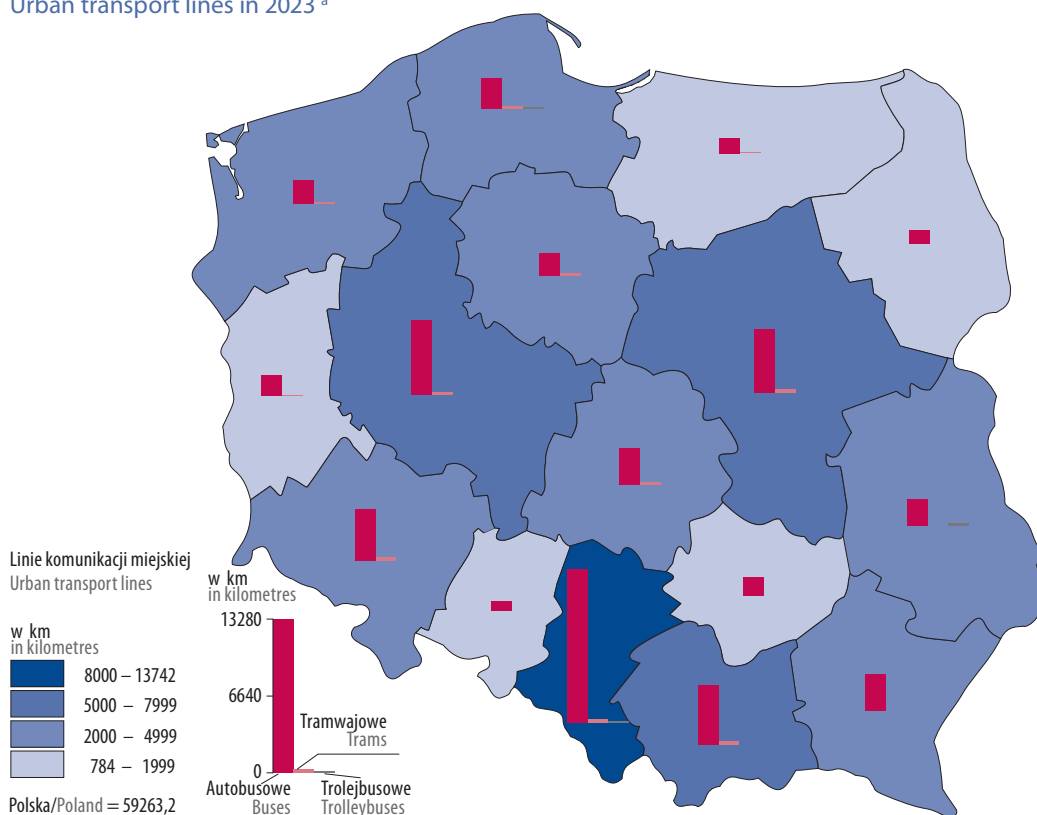 Urban transport lines in 2023 a
Linie komunikacji miejskiej
Urban transport lines
w km
in kilometres
8000 – 13742
5000 – 7999
2000 – 4999
784 – 1999
Polska/Poland = 59263,2
w km
in kilometres
13280
6640
0
Tramwajowe
Trams
Autobusowe
Buses
Trolejbusowe
Trolleybuses